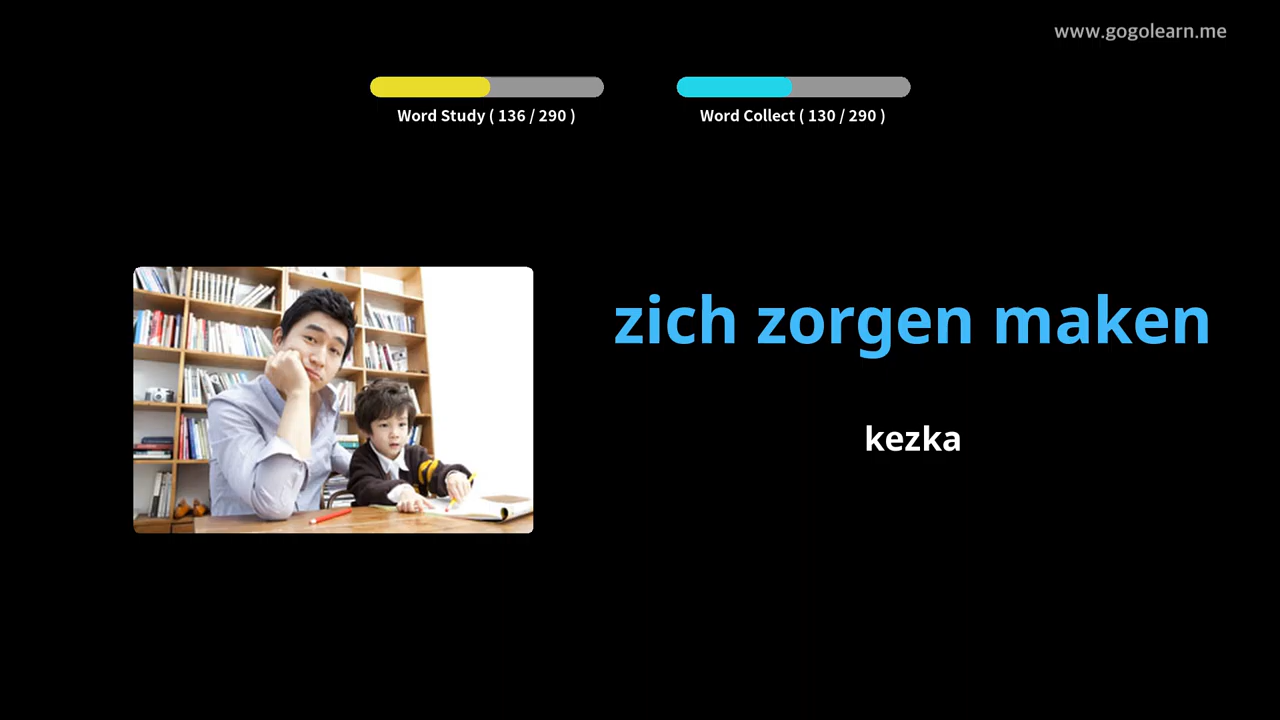 www.gogolearn.me
Word Study ( 136 / 290 )
Word Collect ( 130 / 290 )
zich zorgen maken
kezka